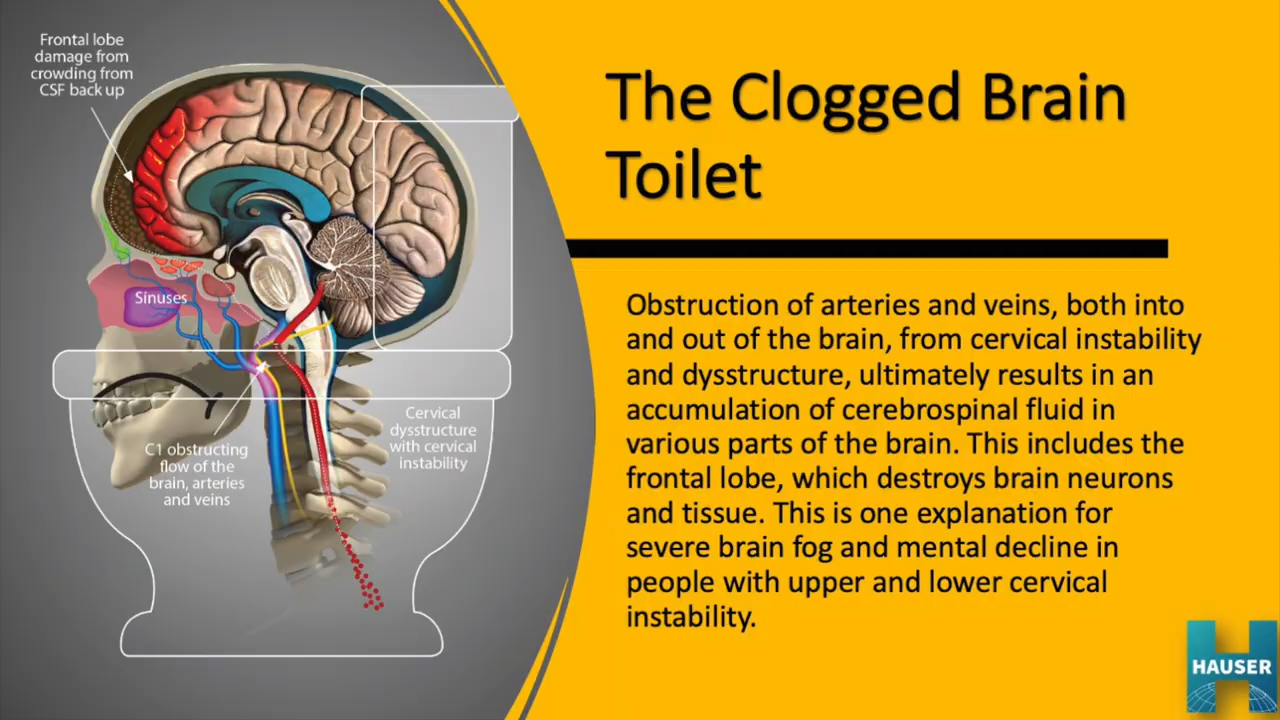 Frontal lobe
damage from
crowding from
CSF back up
Sinuses
C1 obstructing
flow of the
brain, arteries
and veins
Cervical
dysstructure
with cervical
instability
The Clogged Brain
Toilet
Obstruction of arteries and veins, both into
and out of the brain, from cervical instability
and dysstructure, ultimately results in an
accumulation of cerebrospinal fluid in
various parts of the brain. This includes the
frontal lobe, which destroys brain neurons
and tissue. This is one explanation for
severe brain fog and mental decline in
people with upper and lower cervical
instability.
HAUSER